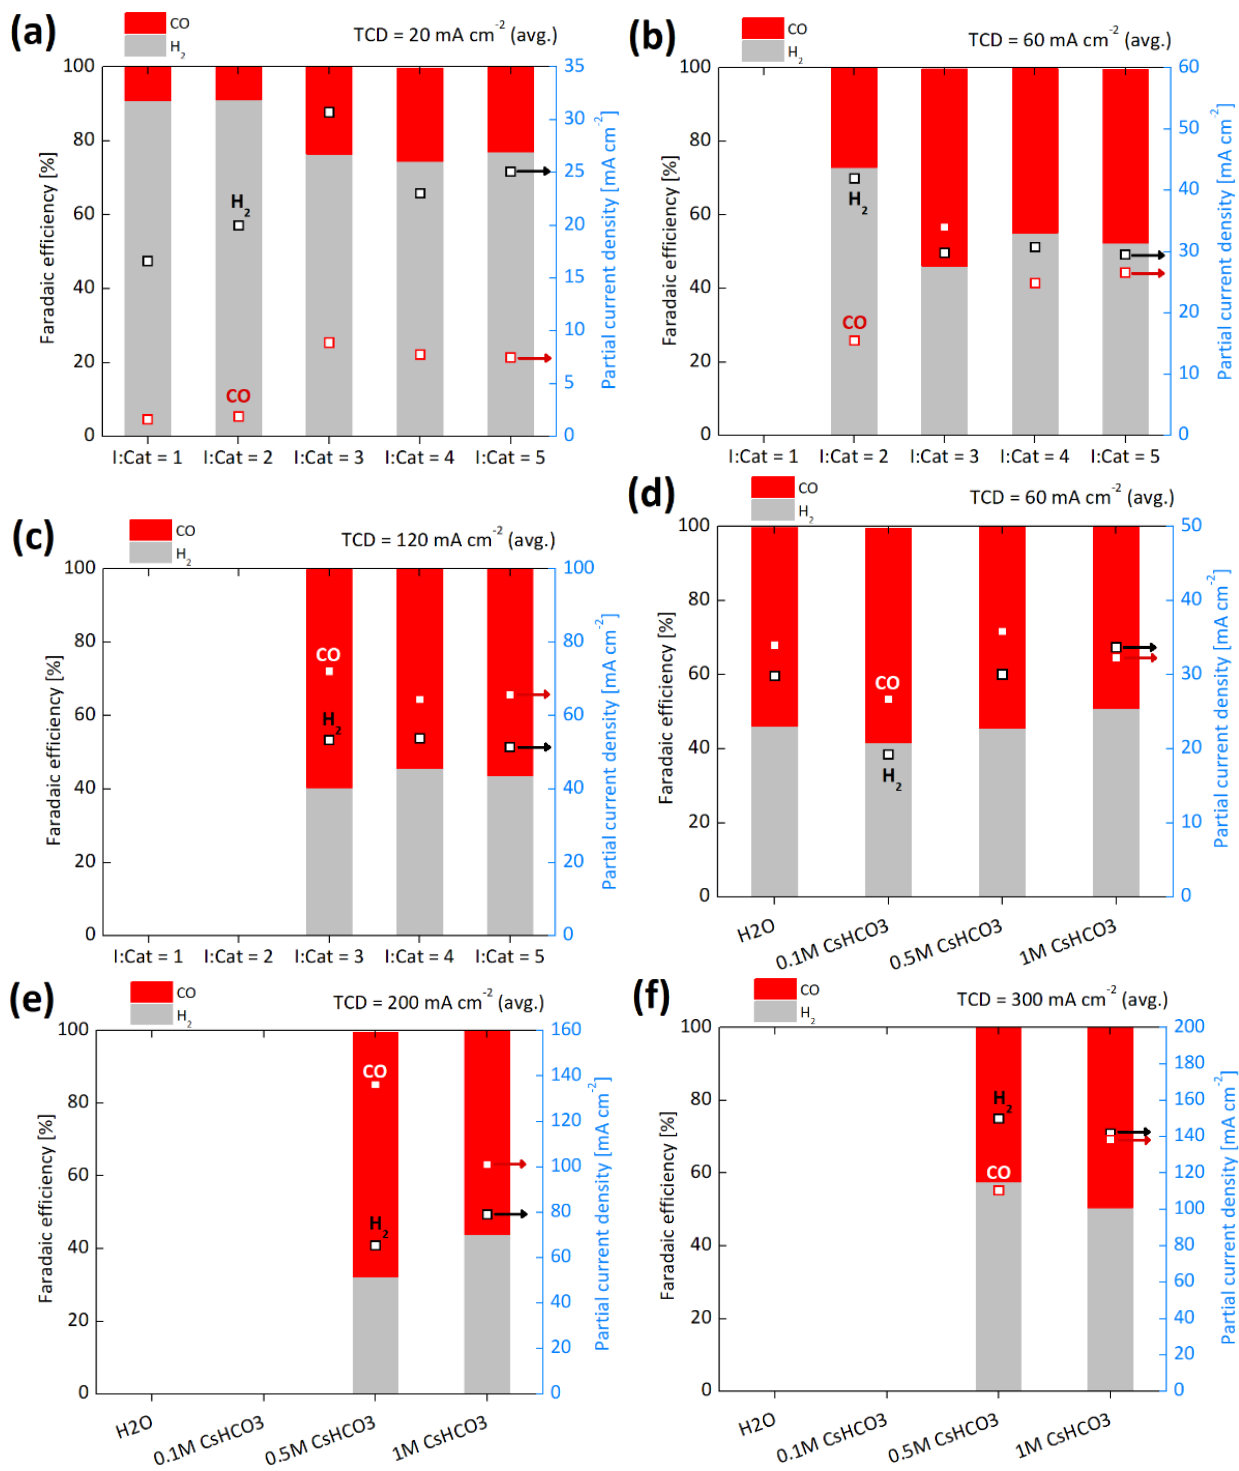 (a)
CO
H2
TCD = 20 mA cm-2 (avg.)
Faradaic efficiency [%]
100
80
60
40
20
0
35
30
25
20
15
10
5
0
Partial current density [mA cm-2]
H2
CO
I:Cat = 1 I:Cat = 2 I:Cat = 3 I:Cat = 4 I:Cat = 5
(b)
CO
H2
TCD = 60 mA cm-2 (avg.)
Faradaic efficiency [%]
100
80
60
40
20
0
60
50
40
30
20
10
0
Partial current density [mA cm-2]
H2
CO
I:Cat = 1 I:Cat = 2 I:Cat = 3 I:Cat = 4 I:Cat = 5
(c)
CO
H2
TCD = 120 mA cm-2 (avg.)
Faradaic efficiency [%]
100
80
60
40
20
0
100
80
60
40
20
0
Partial current density [mA cm-2]
CO
H2
I:Cat = 1 I:Cat = 2 I:Cat = 3 I:Cat = 4 I:Cat = 5
(d)
CO
H2
TCD = 60 mA cm-2 (avg.)
Faradaic efficiency [%]
100
80
60
40
20
0
50
40
30
20
10
0
Partial current density [mA cm-2]
CO
H2
H2O 0.1M CsHCO3 0.5M CsHCO3 1M CsHCO3
(e)
CO
H2
TCD = 200 mA cm-2 (avg.)
Faradaic efficiency [%]
100
80
60
40
20
0
160
140
120
100
80
60
40
20
0
Partial current density [mA cm-2]
CO
H2
H2O 0.1M CsHCO3 0.5M CsHCO3 1M CsHCO3
(f)
CO
H2
TCD = 300 mA cm-2 (avg.)
Faradaic efficiency [%]
100
80
60
40
20
0
200
180
160
140
120
100
80
60
40
20
0
Partial current density [mA cm-2]
H2
CO
H2O 0.1M CsHCO3 0.5M CsHCO3 1M CsHCO3